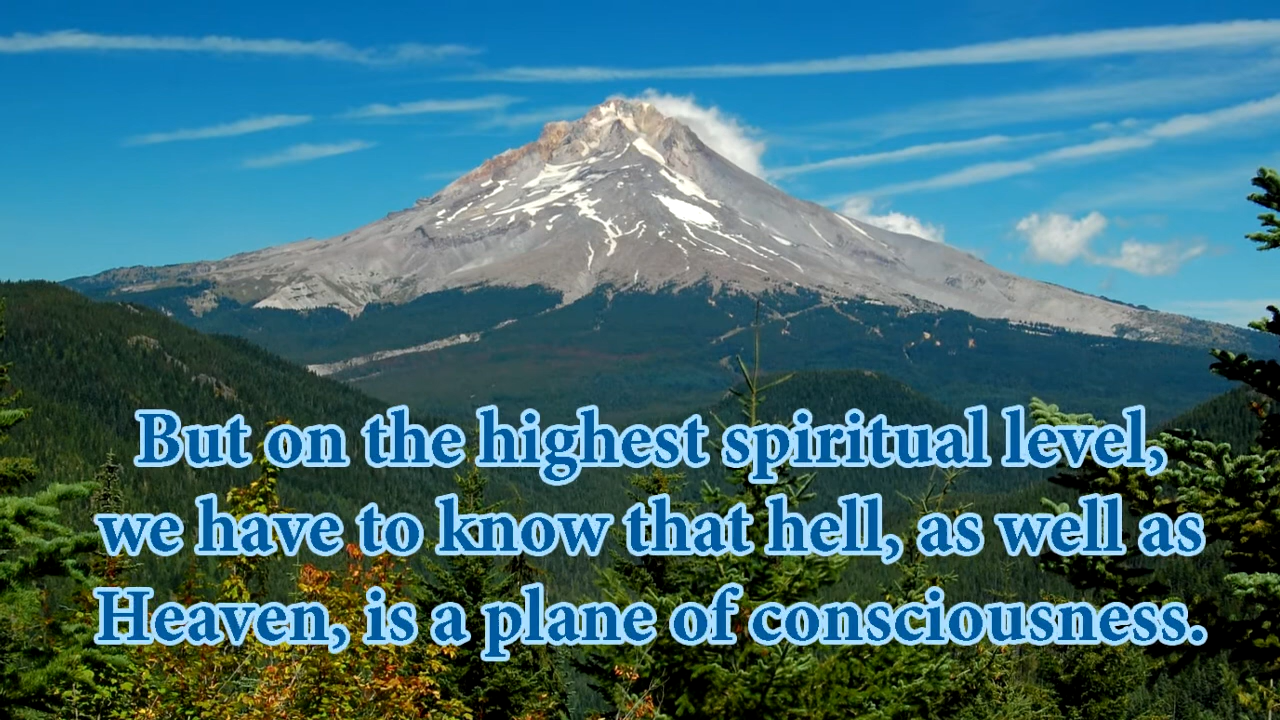 But on the highest spiritual level,
we have to know that hell, as well as
Heaven, is a plane of consciousness.